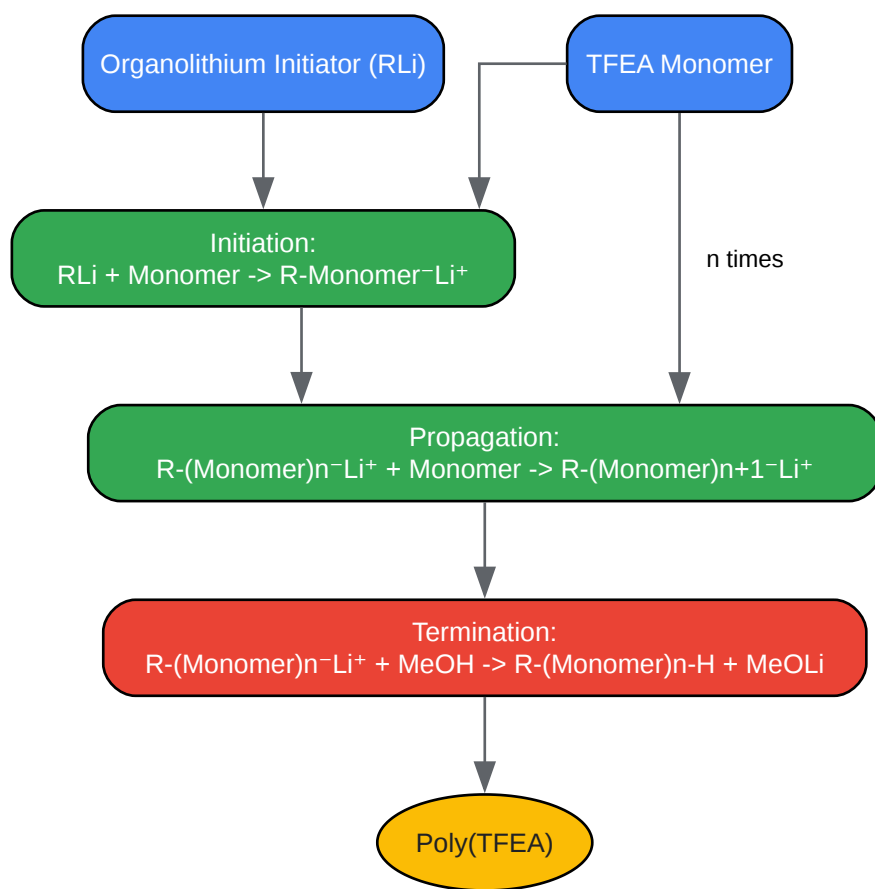 Organolithium Initiator (RLi)
TFEA Monomer
Initiation:
RLi + Monomer -> R-Monomer⁻Li⁺
n times
Propagation:
R-(Monomer)n⁻Li⁺ + Monomer -> R-(Monomer)n+1⁻Li⁺
Termination:
R-(Monomer)n⁻Li⁺ + MeOH -> R-(Monomer)n-H + MeOLi
Poly(TFEA)